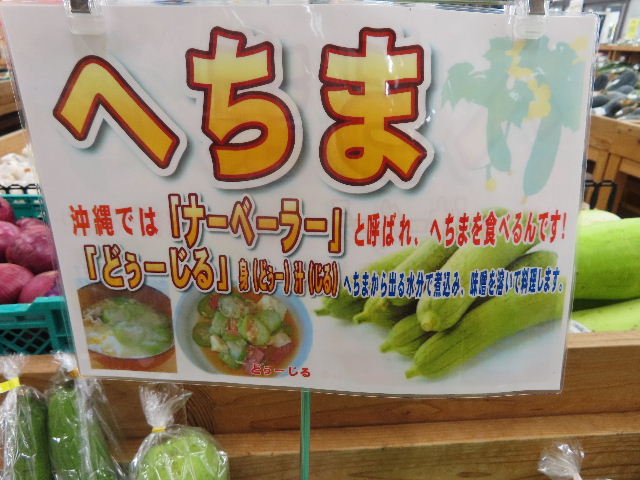 へちま
沖縄では「ナーベーラー」と呼ばれ、へちまを食べるんです!
「どぅーじる」身(どぅー)汁(じる)へちまから出る水分で煮込み、味噌を溶いで料理します。
どぅーじる